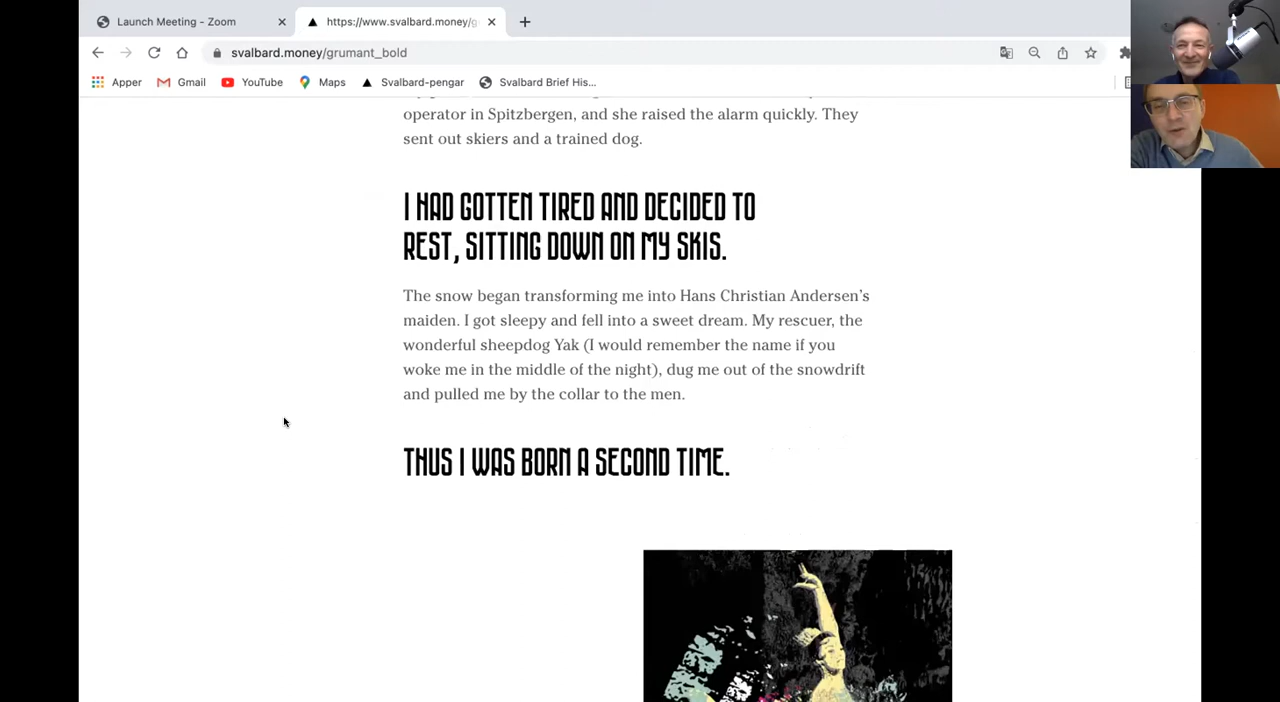 Launch Meeting - Zoom
https://www.svalbard.money/g
svalbard.money/grumant_bold
Apper
Gmail
YouTube
Maps
Svalbard-pengar
Svalbard Brief His...
operator in Spitzbergen, and she raised the alarm quickly. They
sent out skiers and a trained dog.
I HAD GOTTEN TIRED AND DECIDED TO
REST, SITTING DOWN ON MY SKIS.
The snow began transforming me into Hans Christian Andersen's
maiden. I got sleepy and fell into a sweet dream. My rescuer, the
wonderful sheepdog Yak (I would remember the name if you
woke me in the middle of the night), dug me out of the snowdrift
and pulled me by the collar to the men.
THUS I WAS BORN A SECOND TIME.